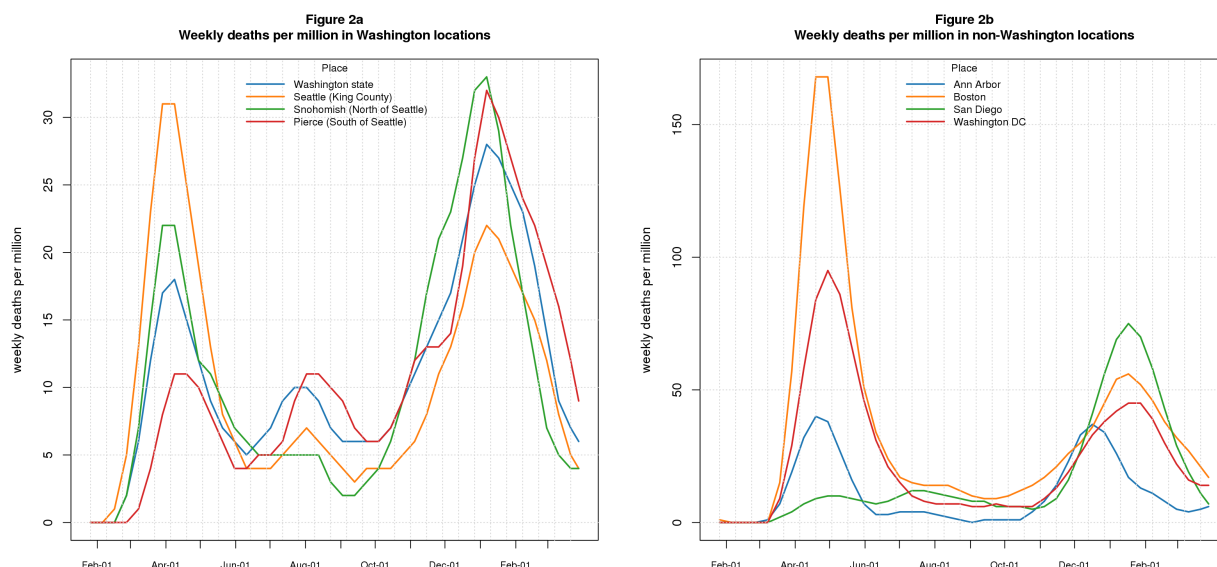 Figure 2a
Weekly deaths per million in Washington locations
Place
Washington state
Seattle (King County)
Snohomish (North of Seattle)
Pierce (South of Seattle)
weekly deaths per million
30
25
20
15
10
5
0
Feb-01 Apr-01 Jun-01 Aug-01 Oct-01 Dec-01 Feb-01
Figure 2b
Weekly deaths per million in non-Washington locations
Place
Ann Arbor
Boston
San Diego
Washington DC
weekly deaths per million
150
100
50
0
Feb-01 Apr-01 Jun-01 Aug-01 Oct-01 Dec-01 Feb-01